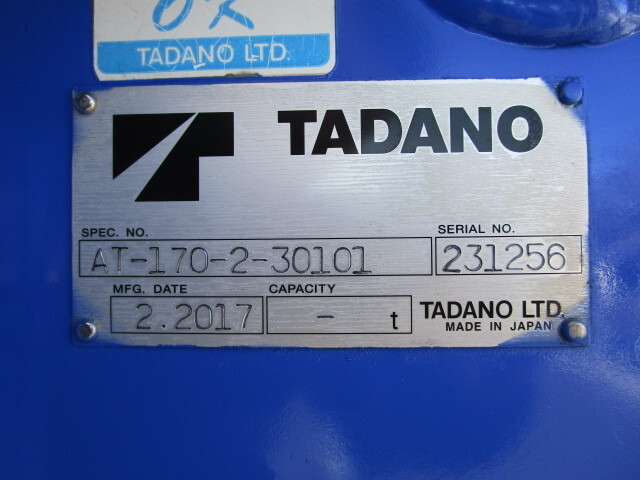 TADANO LTD.
TADANO
SPEC. NO.
SERIAL NO.
AT-170-2-30101
231256
MFG. DATE
CAPACITY
2.2017
- t
TADANO LTD.
MADE IN JAPAN